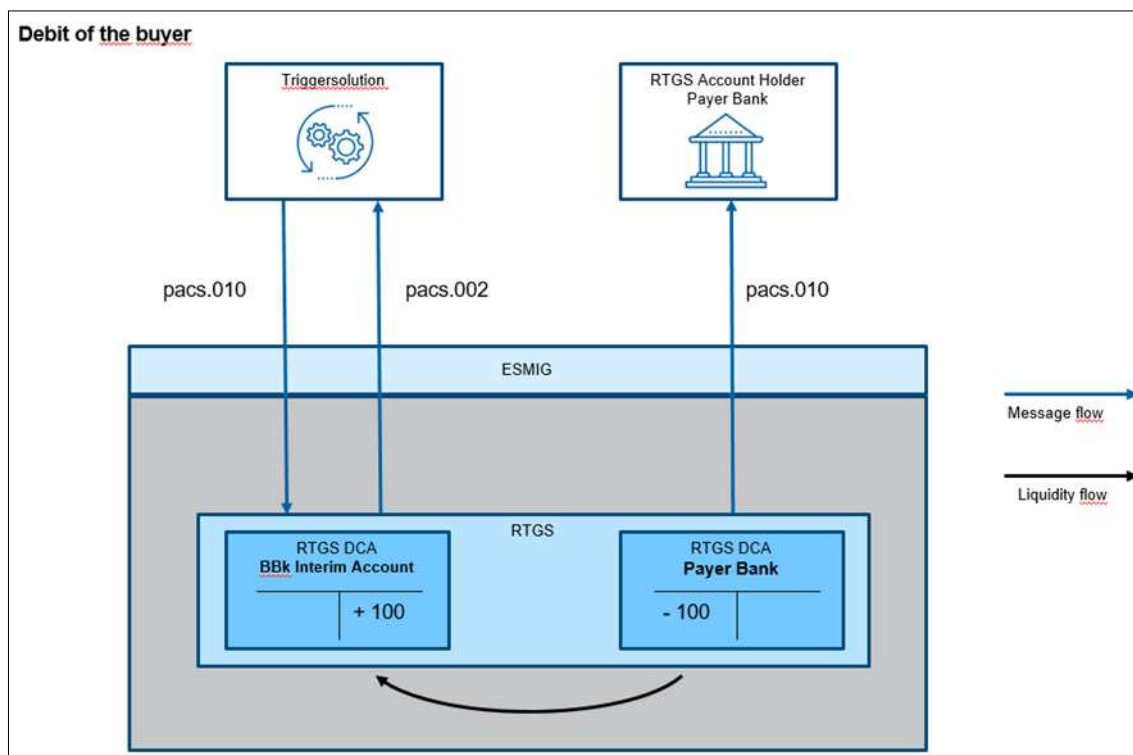 Debit of the buyer
Triggersolution
RTGS Account Holder
Payer Bank
pacs.010
pacs.002
pacs.010
ESMIG
Message flow
Liquidity flow
RTGS
RTGS DCA
BBk Interim Account
+ 100
RTGS DCA
Payer Bank
- 100